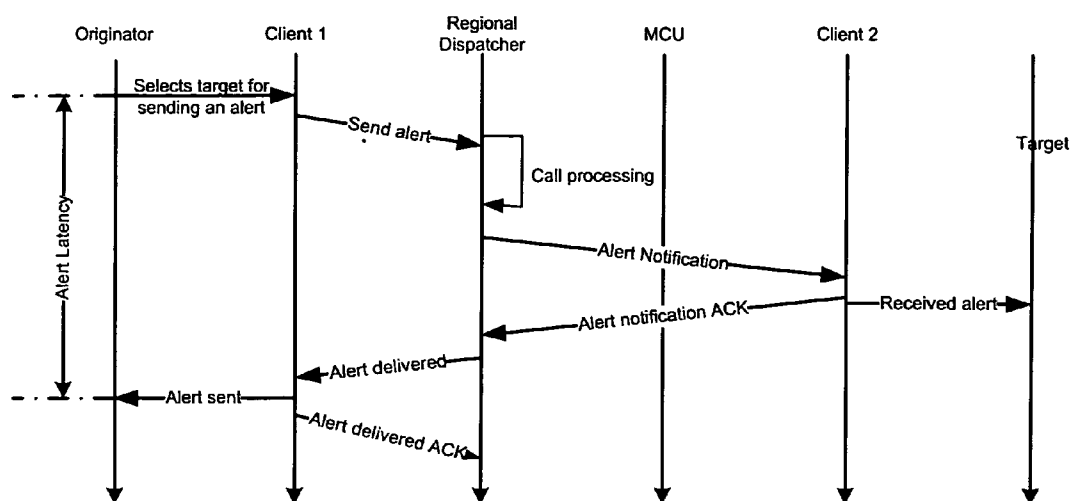 Originator
Client 1
Regional
Dispatcher
MCU
Client 2
Target
Selects target for
sending an alert
Send alert
Call processing
Alert Latency
Alert Notification
Received alert
Alert notification ACK
Alert delivered
Alert sent
Alert delivered ACK